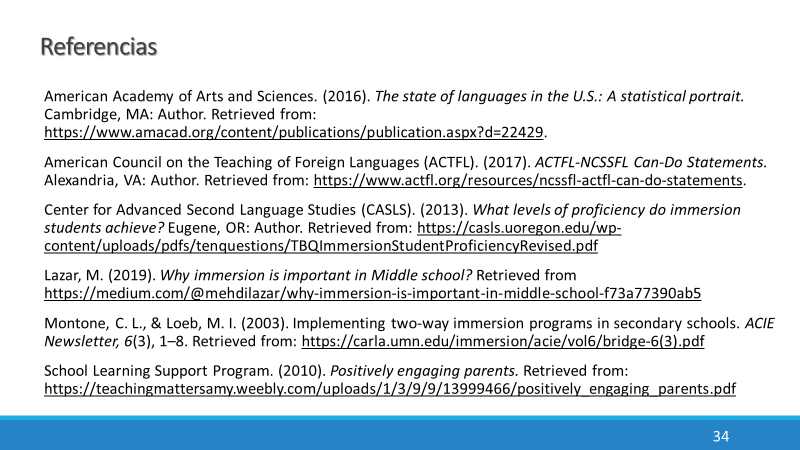 Referencias
American Academy of Arts and Sciences. (2016). The state of languages in the U.S.: A statistical portrait.
Cambridge, MA: Author. Retrieved from:
https://www.amacad.org/content/publications/publication.aspx?d=22429.
American Council on the Teaching of Foreign Languages (ACTFL). (2017). ACTFL-NCSSFL Can-Do Statements.
Alexandria, VA: Author. Retrieved from: https://www.actfl.org/resources/ncssfl-actfl-can-do-statements.
Center for Advanced Second Language Studies (CASLS). (2013). What levels of proficiency do immersion
students achieve? Eugene, OR: Author. Retrieved from: https://casls.uoregon.edu/wp-
content/uploads/pdfs/tenquestions/TBQImmersionStudentProficiencyRevised.pdf
Lazar, M. (2019). Why immersion is important in Middle school? Retrieved from
https://medium.com/@mehdilazar/why-immersion-is-important-in-middle-school-f73a77390ab5
Montone, C. L., & Loeb, M. I. (2003). Implementing two-way immersion programs in secondary schools. ACIE
Newsletter, 6(3), 1–8. Retrieved from: https://carla.umn.edu/immersion/acie/vol6/bridge-6(3).pdf
School Learning Support Program. (2010). Positively engaging parents. Retrieved from:
https://teachingmattersamy.weebly.com/uploads/1/3/9/9/13999466/positively_engaging_parents.pdf
34